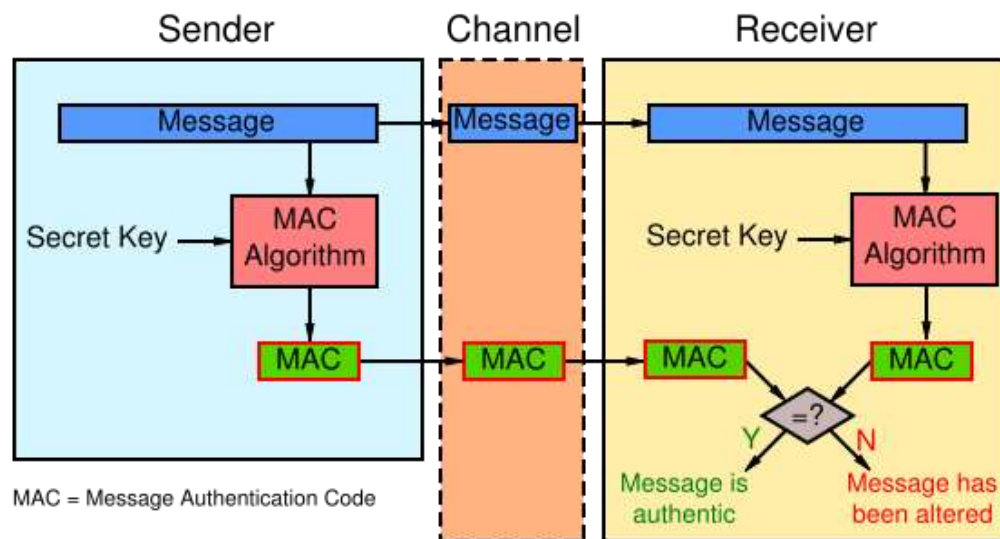 Sender
Channel
Receiver
Message
Message
Message
Secret Key
MAC
Algorithm
Secret Key
MAC
Algorithm
MAC
MAC
MAC
MAC
=?
Y
N
Message is
authentic
Message has
been altered
MAC = Message Authentication Code